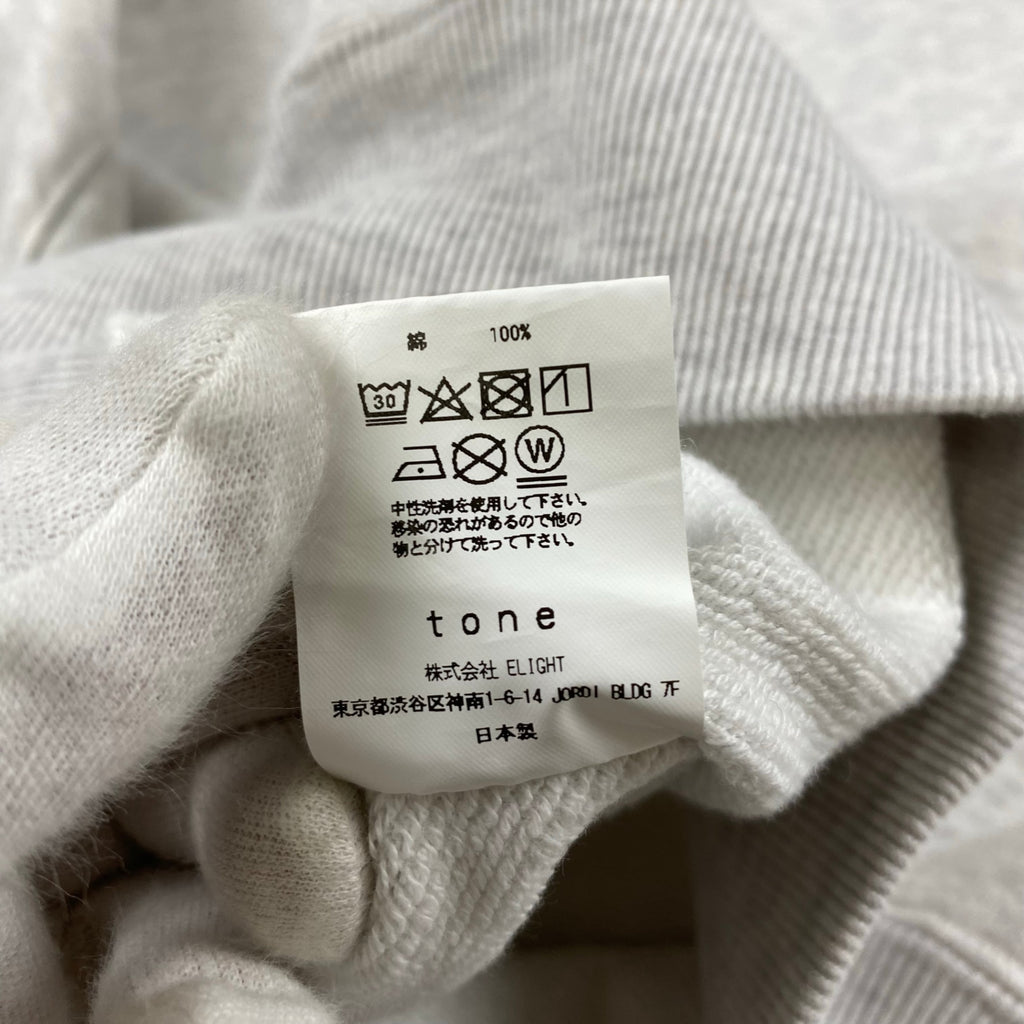 綿 100%
30
W
中性洗剤を使用して下さい。
移染の恐れがあるので他の
物と分けて洗って下さい。
tone
株式会社 ELIGHT
東京都渋谷区神南1-6-14 JORDI BLDG 7F
日本製